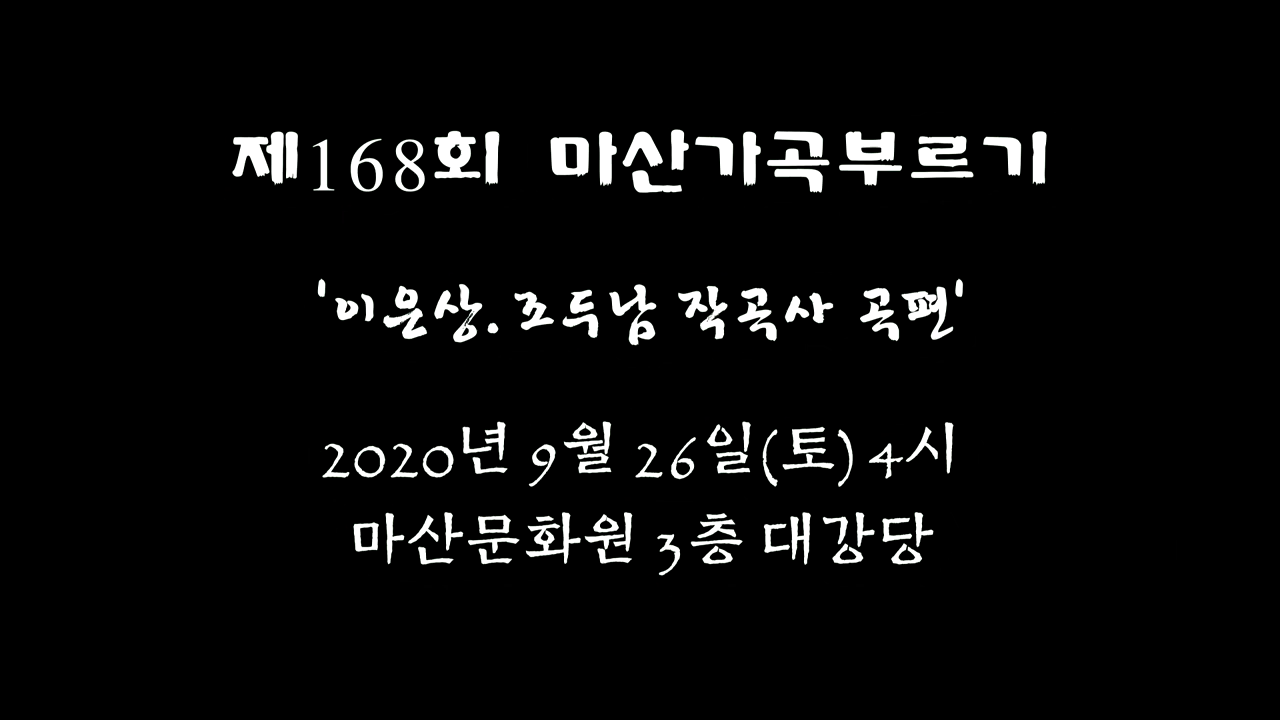 제168회 마산가곡부르기
'이은상.조두남 작곡사 곡편'
2020년 9월 26일(토) 4시
마산문화원 3층 대강당